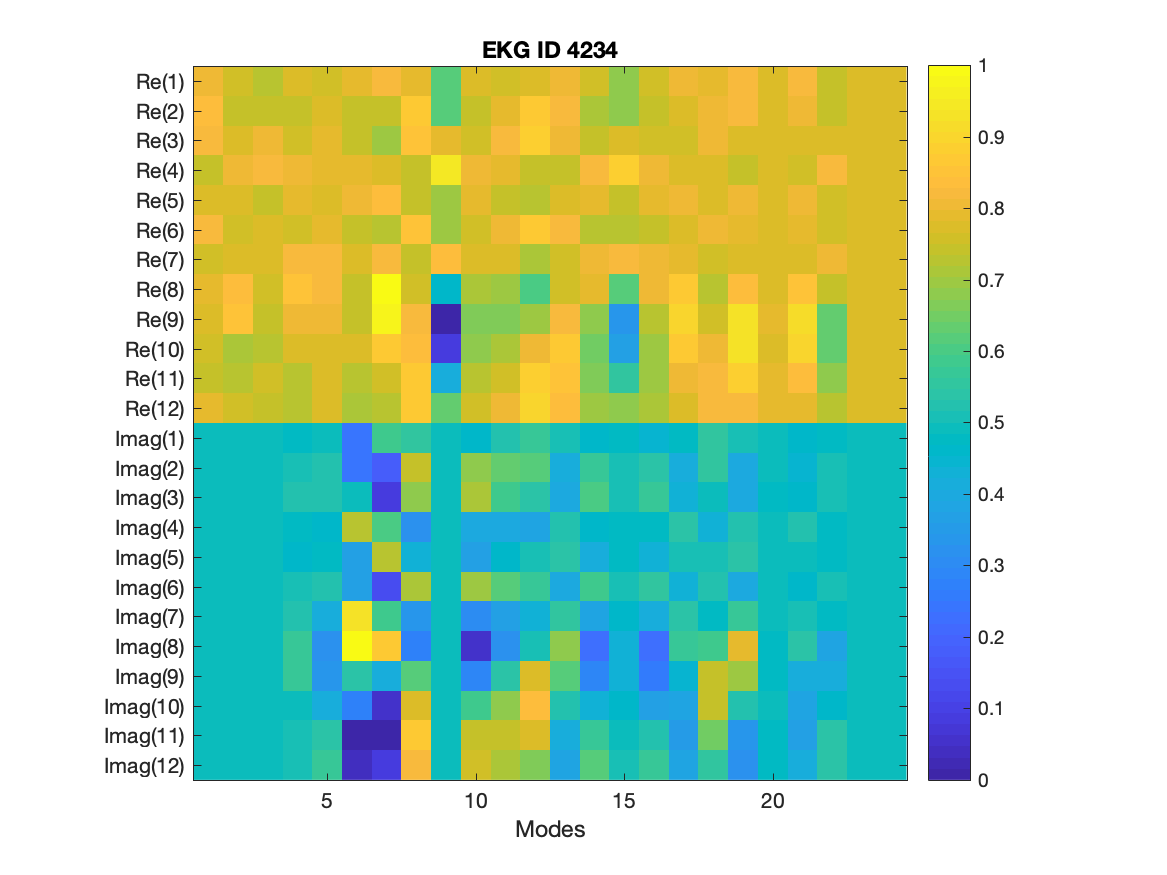 EKG ID 4234
Re(1)
Re(2)
Re(3)
Re(4)
Re(5)
Re(6)
Re(7)
Re(8)
Re(9)
Re(10)
Re(11)
Re(12)
Imag(1)
Imag(2)
Imag(3)
Imag(4)
Imag(5)
Imag(6)
Imag(7)
Imag(8)
Imag(9)
Imag(10)
Imag(11)
Imag(12)
5 10 15 20
Modes
1
0.9
0.8
0.7
0.6
0.5
0.4
0.3
0.2
0.1
0